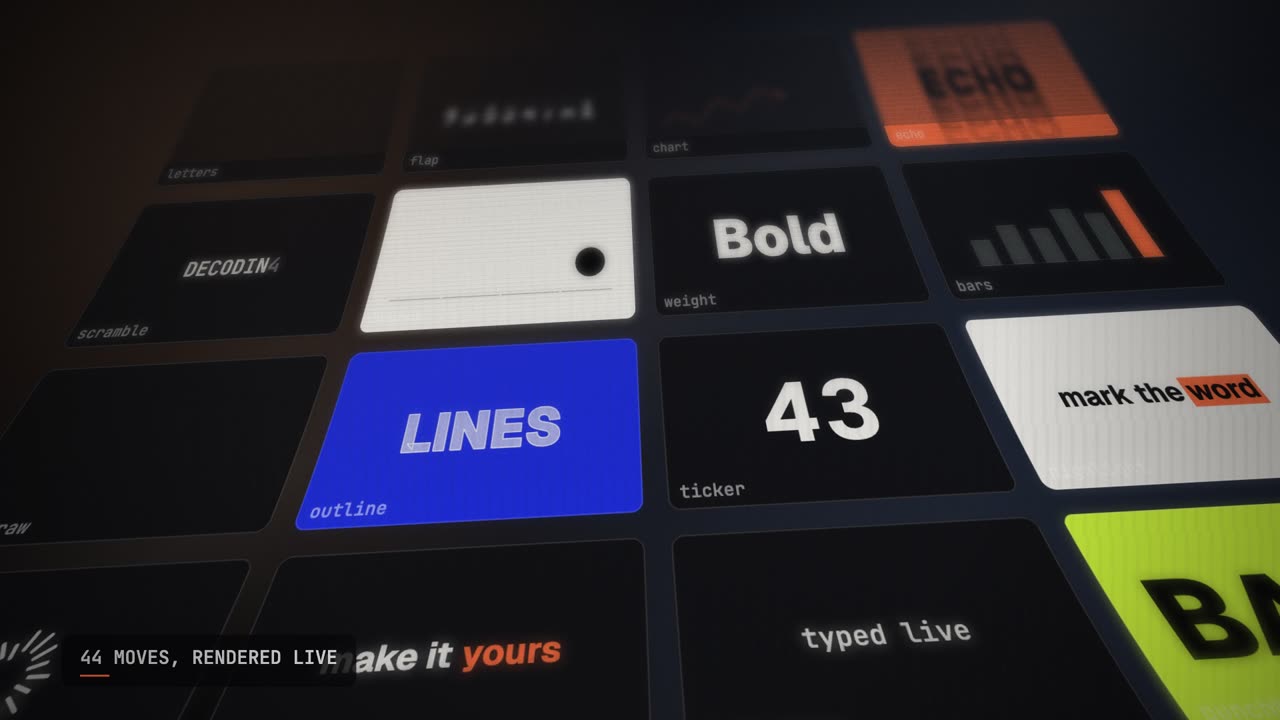 ECHO
echo
letters
flap
chart
DECODIN4
scramble
Bold
weight
bars
LINES
outline
43
ticker
mark the word
raw
make it yours
typed live
BA
44 MOVES, RENDERED LIVE